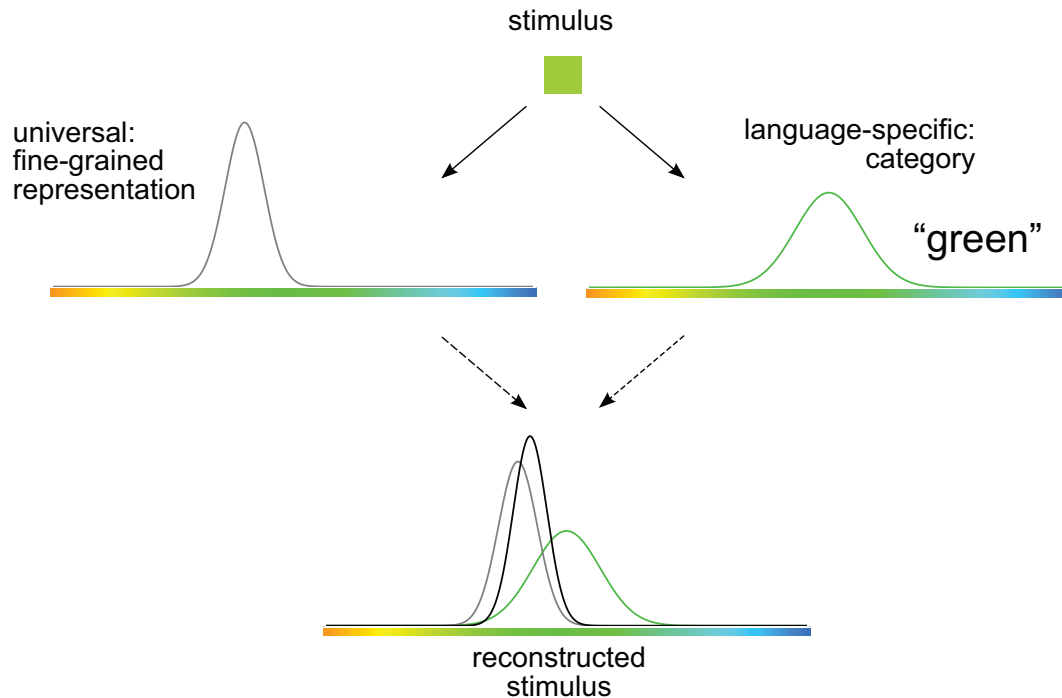 stimulus
universal:
fine-grained
representation
language-specific:
category
“green”
reconstructed
stimulus